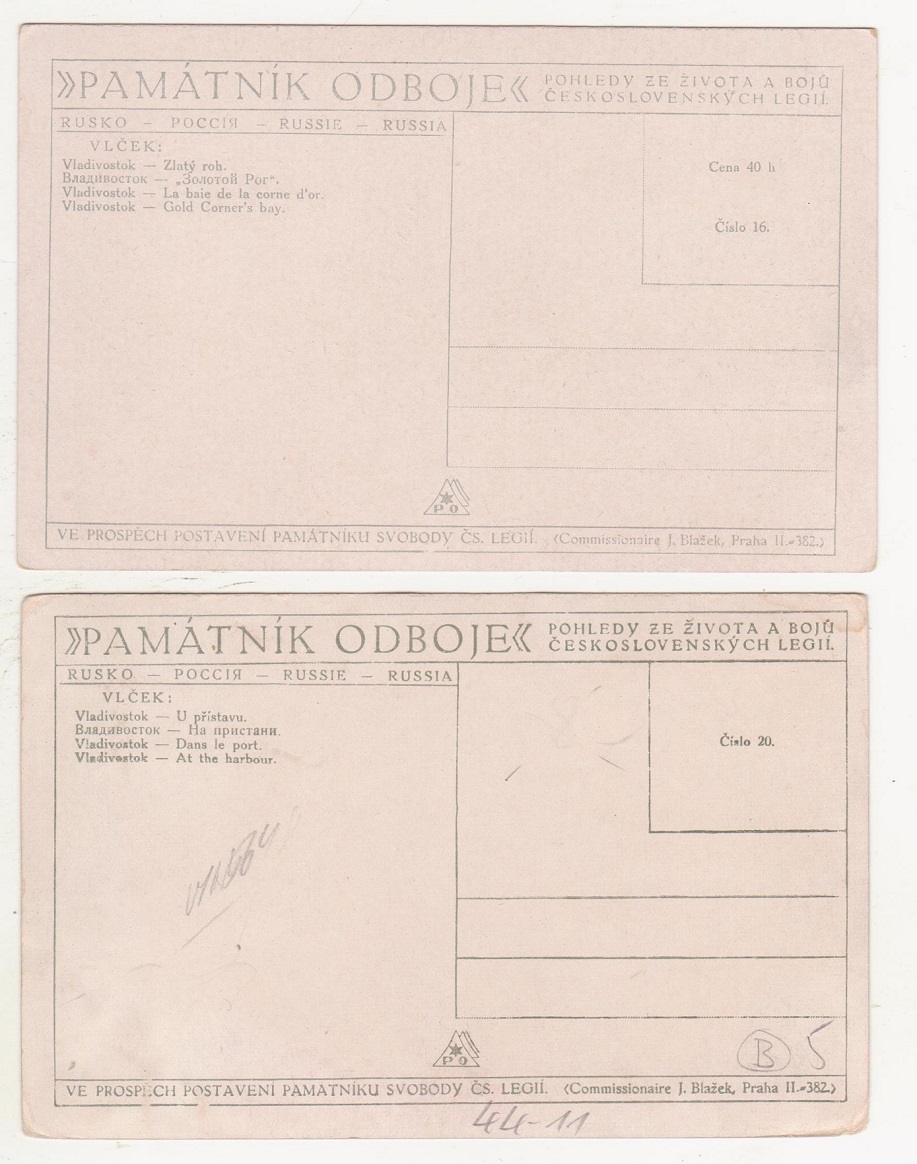 »PAMÁTNÍK ODBOJE«
POHLEDY ZE ŽIVOTA A BOJŮ
ČESKOSLOVENSKÝCH LEGIÍ.
RUSKO – РОССІЯ – RUSSIE – RUSSIA
VLČEK:
Vladivostok — Zlatý roh.
Владивосток — „Золотой Рог“.
Vladivostok — La baie de la corne d'or.
Vladivostok — Gold Corner's bay.
Cena 40 h
Číslo 16.
P O
VE PROSPĚCH POSTAVENÍ PAMÁTNÍKU SVOBODY ČS. LEGIÍ. (Commissionaire J. Blažek, Praha II.-382.)
»PAMÁTNÍK ODBOJE«
POHLEDY ZE ŽIVOTA A BOJŮ
ČESKOSLOVENSKÝCH LEGIÍ.
RUSKO – РОССІЯ – RUSSIE – RUSSIA
VLČEK:
Vladivostok — U přístavu.
Владивосток — На пристани.
Vladivostok — Dans le port.
Vladivostok — At the harbour.
Číslo 20.
P O
B 5
VE PROSPĚCH POSTAVENÍ PAMÁTNÍKU SVOBODY ČS. LEGIÍ. (Commissionaire J. Blažek, Praha II.-382.)
44-11